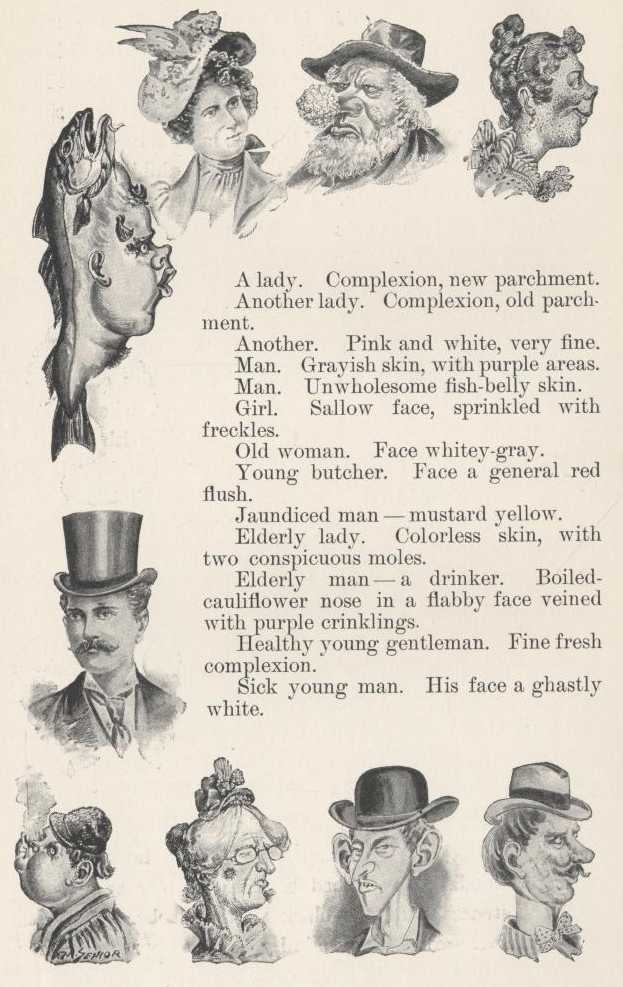 A lady. Complexion, new parchment.
Another lady. Complexion, old parch-
ment.
Another. Pink and white, very fine.
Man. Grayish skin, with purple areas.
Man. Unwholesome fish-belly skin.
Girl. Sallow face, sprinkled with
freckles.
Old woman. Face whitey-gray.
Young butcher. Face a general red
flush.
Jaundiced man — mustard yellow.
Elderly lady. Colorless skin, with
two conspicuous moles.
Elderly man — a drinker. Boiled-
cauliflower nose in a flabby face veined
with purple crinklings.
Healthy young gentleman. Fine fresh
complexion.
Sick young man. His face a ghastly
white.
SENIOR